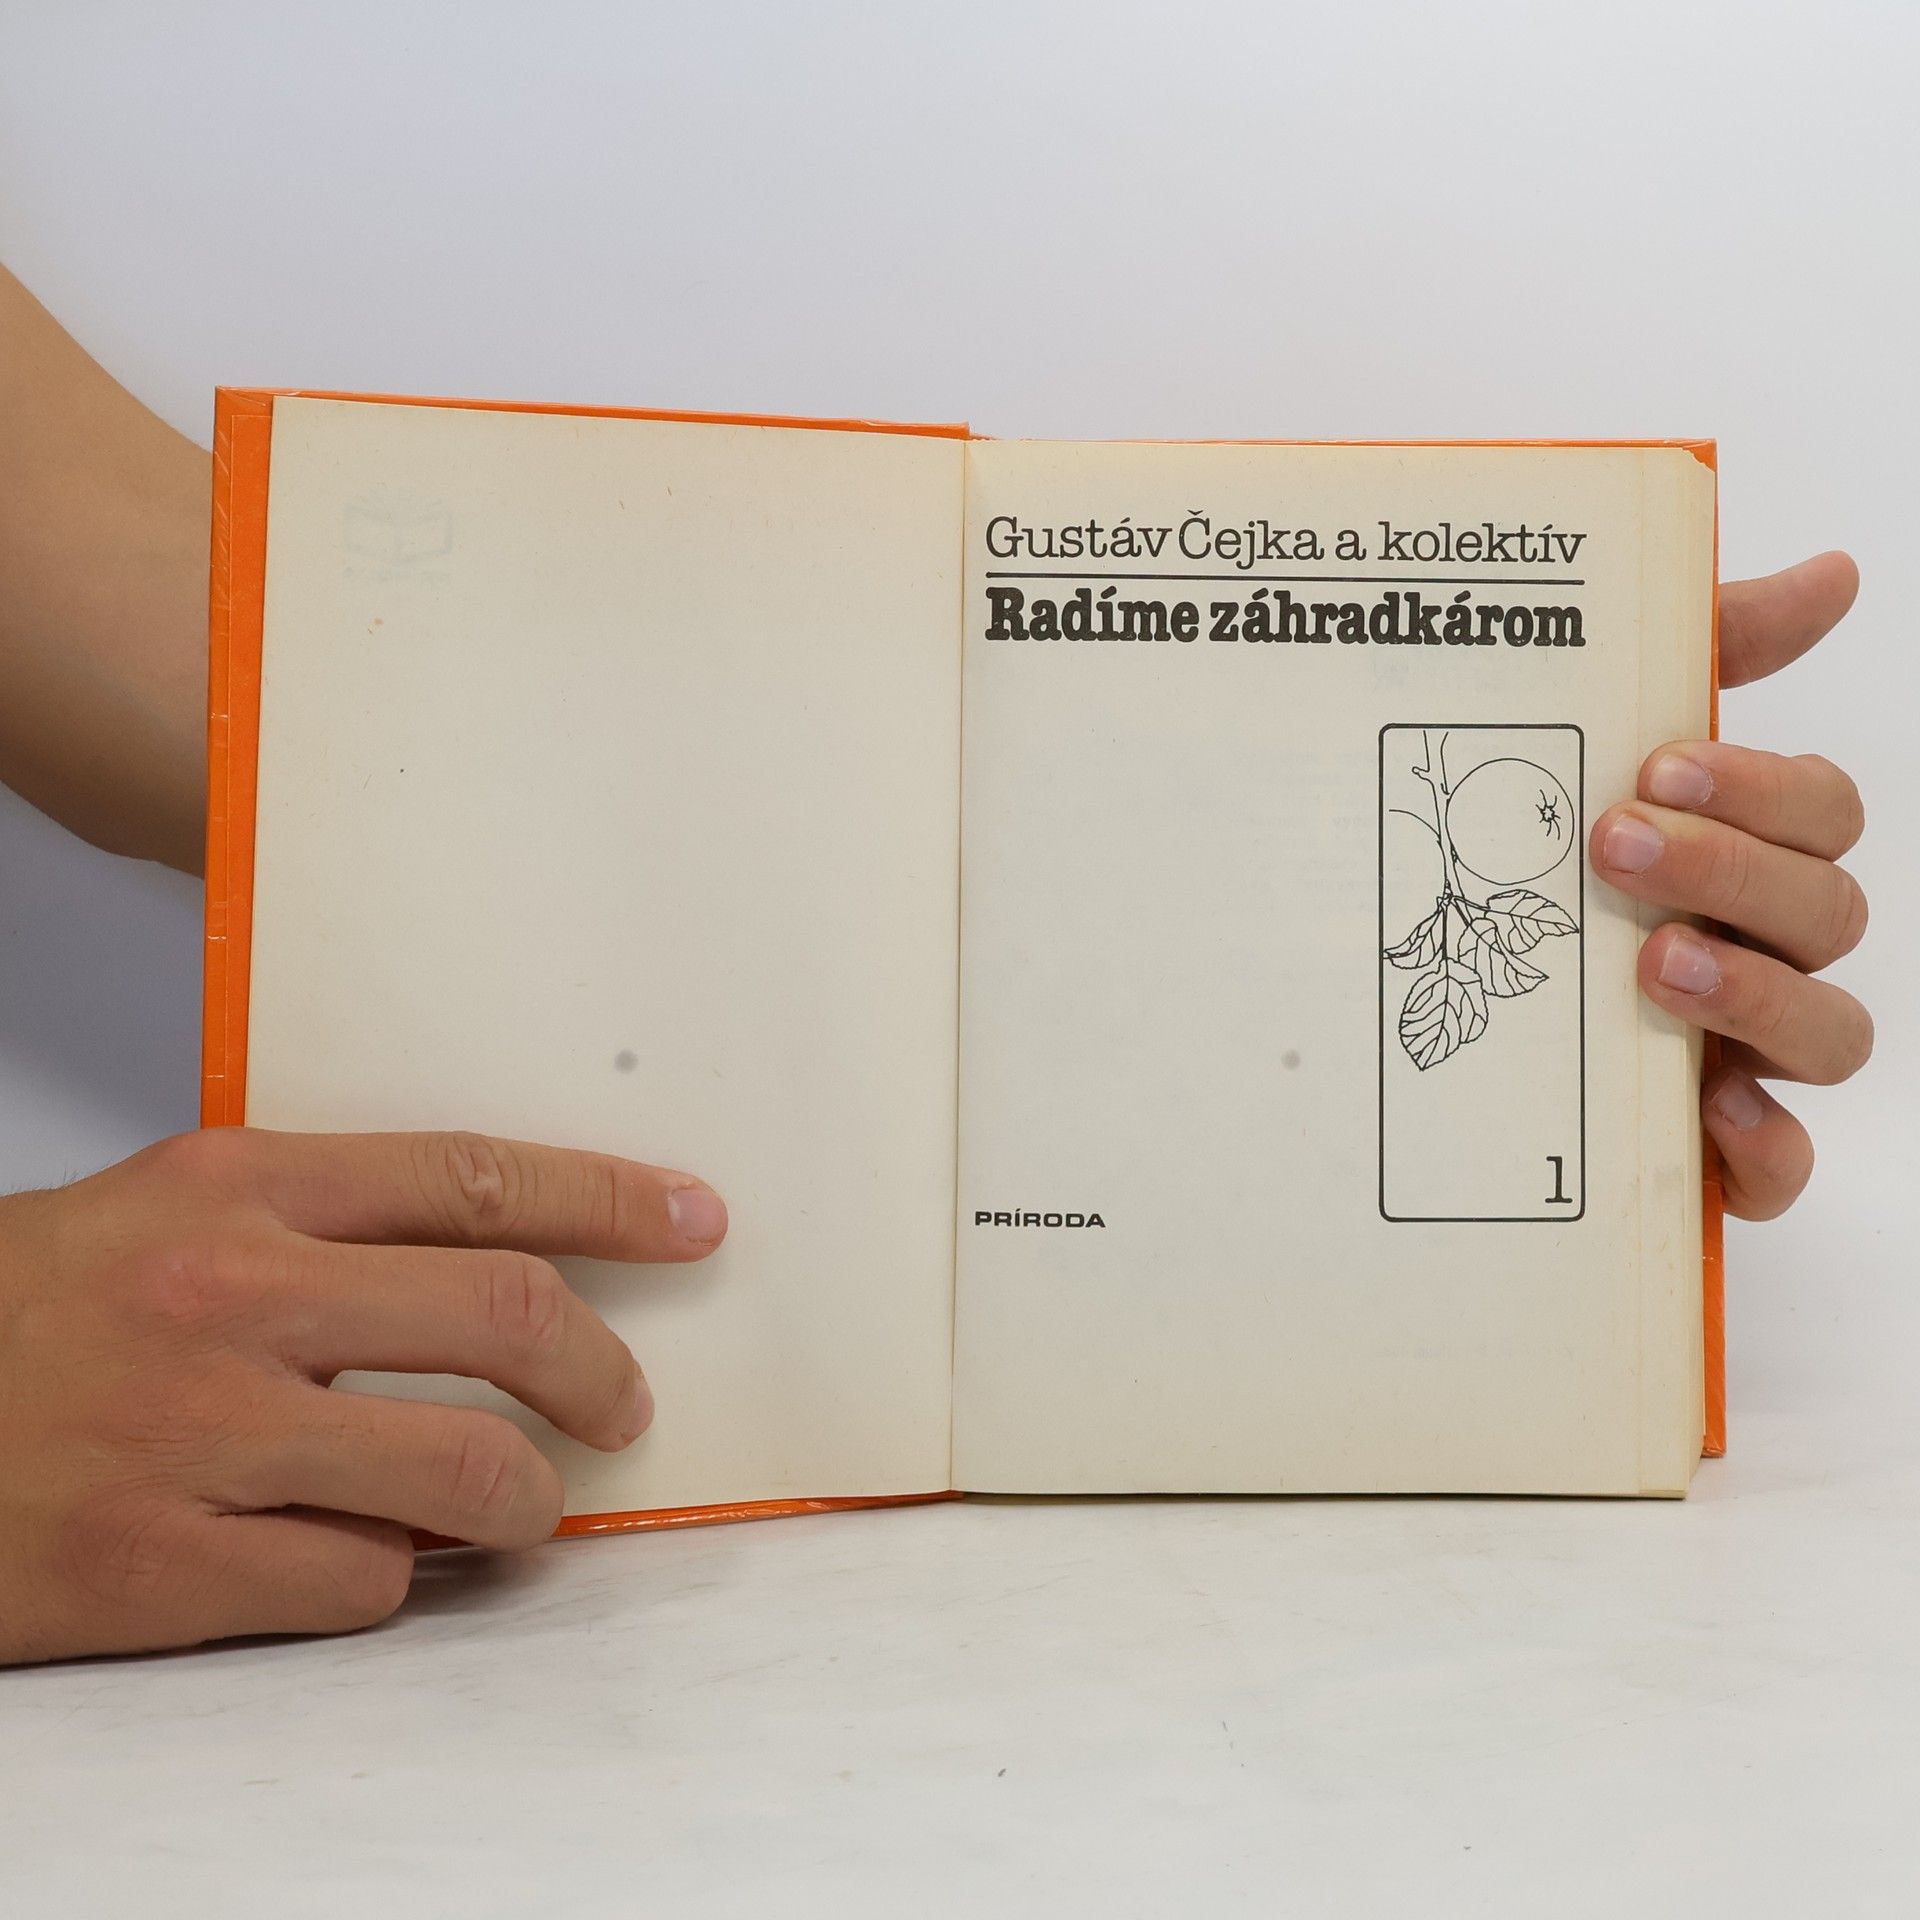 Gustáv Čejka a kolektív
Radíme záhradkárom
1
PRÍRODA